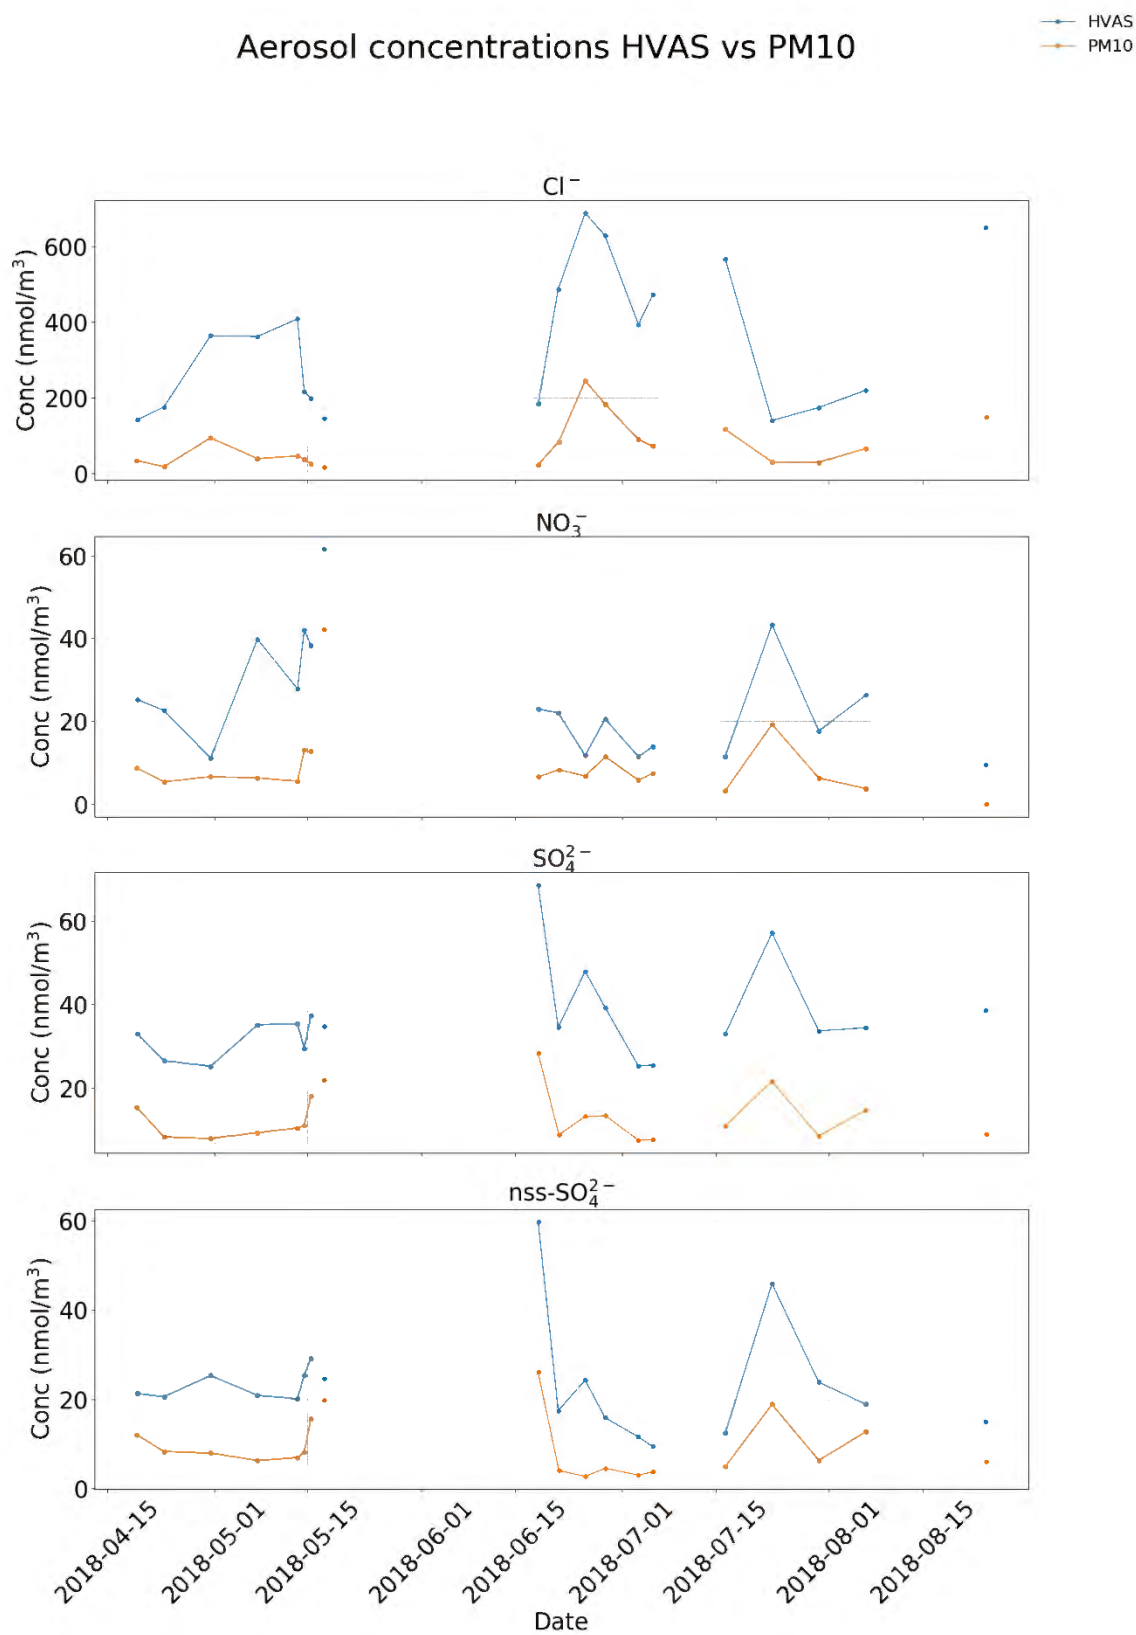 HVAS
PM10
Aerosol concentrations HVAS vs PM10
Cl⁻
Conc (nmol/m³)
600
400
200
0
NO₃⁻
Conc (nmol/m³)
60
40
20
0
SO₄²⁻
Conc (nmol/m³)
60
40
20
nss-SO₄²⁻
Conc (nmol/m³)
60
40
20
0
2018-04-15
2018-05-01
2018-05-15
2018-06-01
2018-06-15
2018-07-01
2018-07-15
2018-08-01
2018-08-15
Date